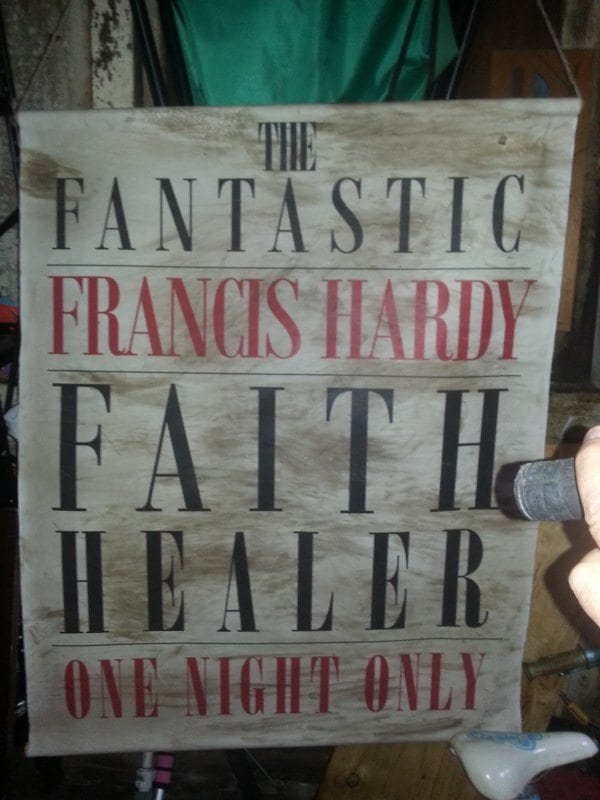 THE
FANTASTIC
FRANCIS HARDY
FAITH
HEALER
ONE NIGHT ONLY